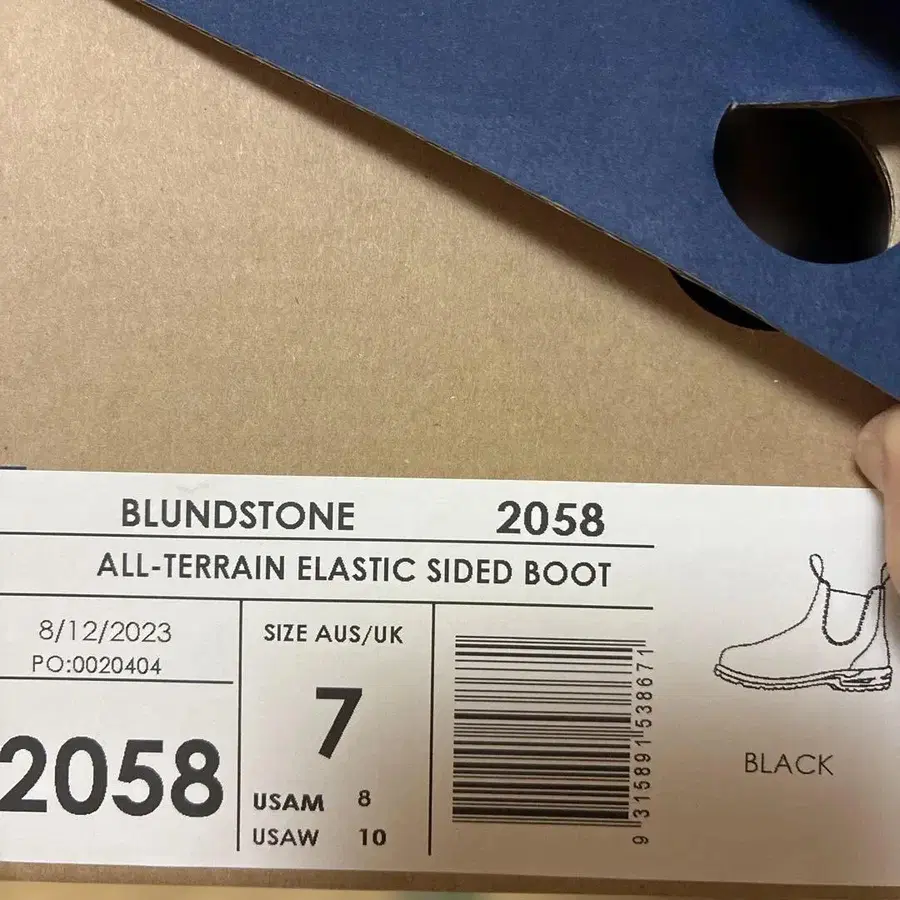 BLUNDSTONE 2058
ALL-TERRAIN ELASTIC SIDED BOOT
8/12/2023
PO:0020404
2058
SIZE AUS/UK
7
USAM 8
USAW 10
9 315891 538671
BLACK